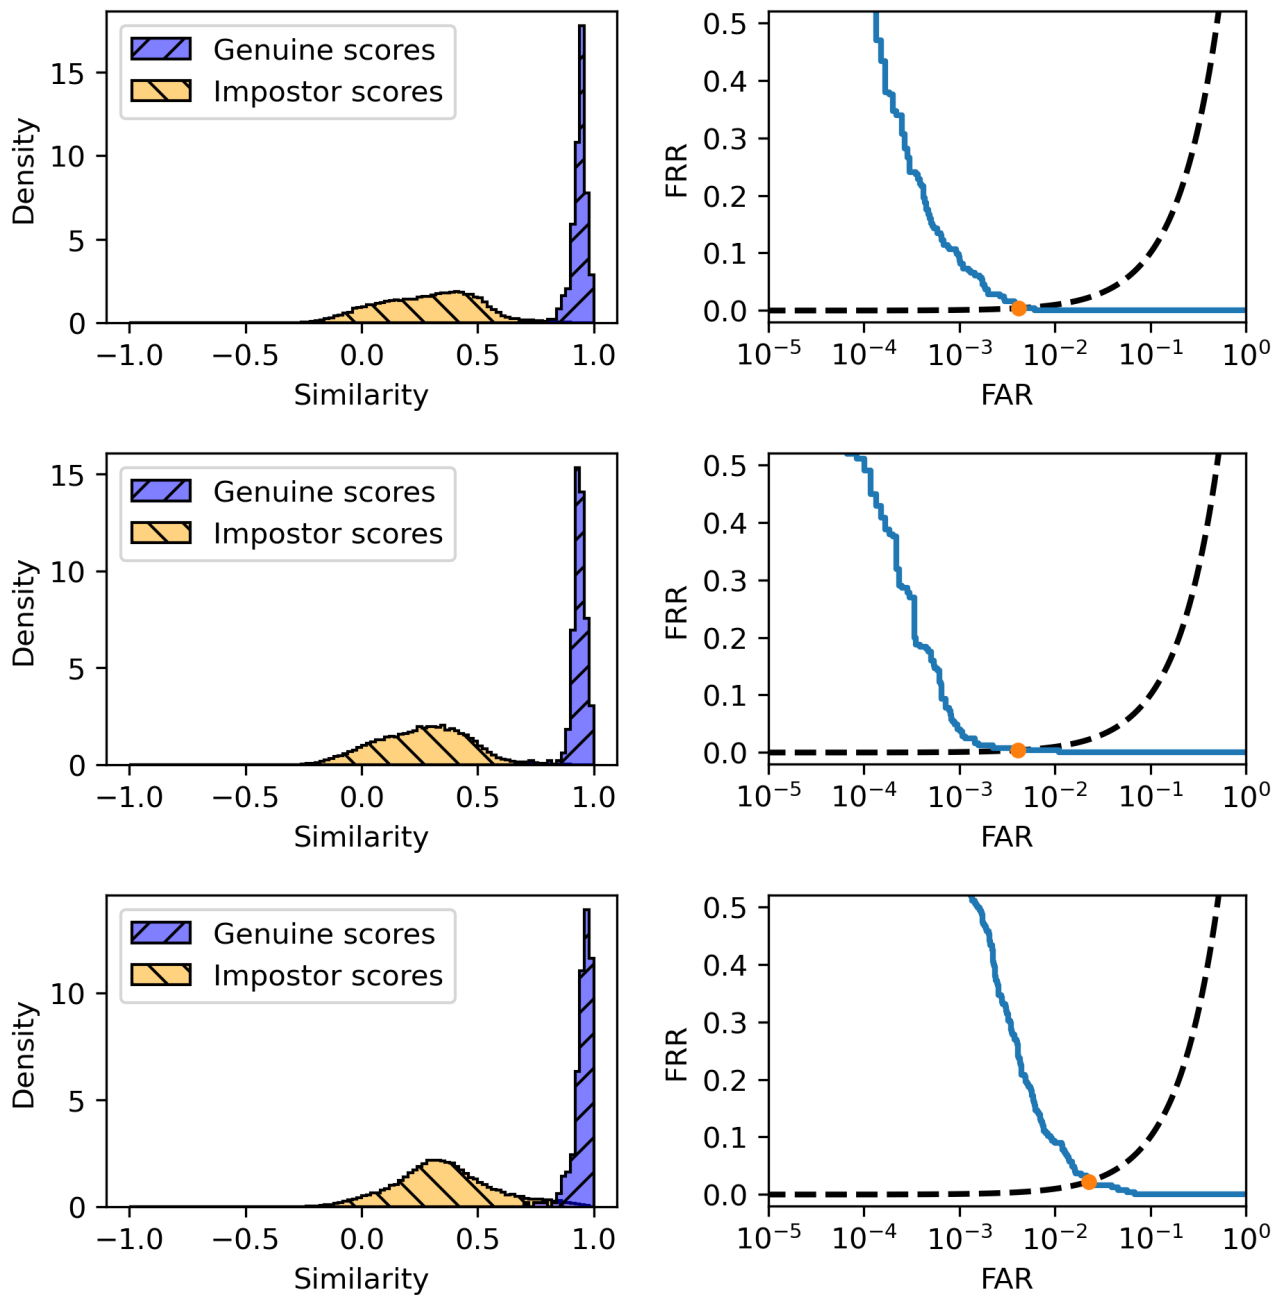 Genuine scores
Impostor scores
Density
15
10
5
0
−1.0 −0.5 0.0 0.5 1.0
Similarity
FRR
0.5
0.4
0.3
0.2
0.1
0.0
10⁻⁵ 10⁻⁴ 10⁻³ 10⁻² 10⁻¹ 10⁰
FAR
Genuine scores
Impostor scores
Density
15
10
5
0
−1.0 −0.5 0.0 0.5 1.0
Similarity
FRR
0.5
0.4
0.3
0.2
0.1
0.0
10⁻⁵ 10⁻⁴ 10⁻³ 10⁻² 10⁻¹ 10⁰
FAR
Genuine scores
Impostor scores
Density
10
5
0
−1.0 −0.5 0.0 0.5 1.0
Similarity
FRR
0.5
0.4
0.3
0.2
0.1
0.0
10⁻⁵ 10⁻⁴ 10⁻³ 10⁻² 10⁻¹ 10⁰
FAR